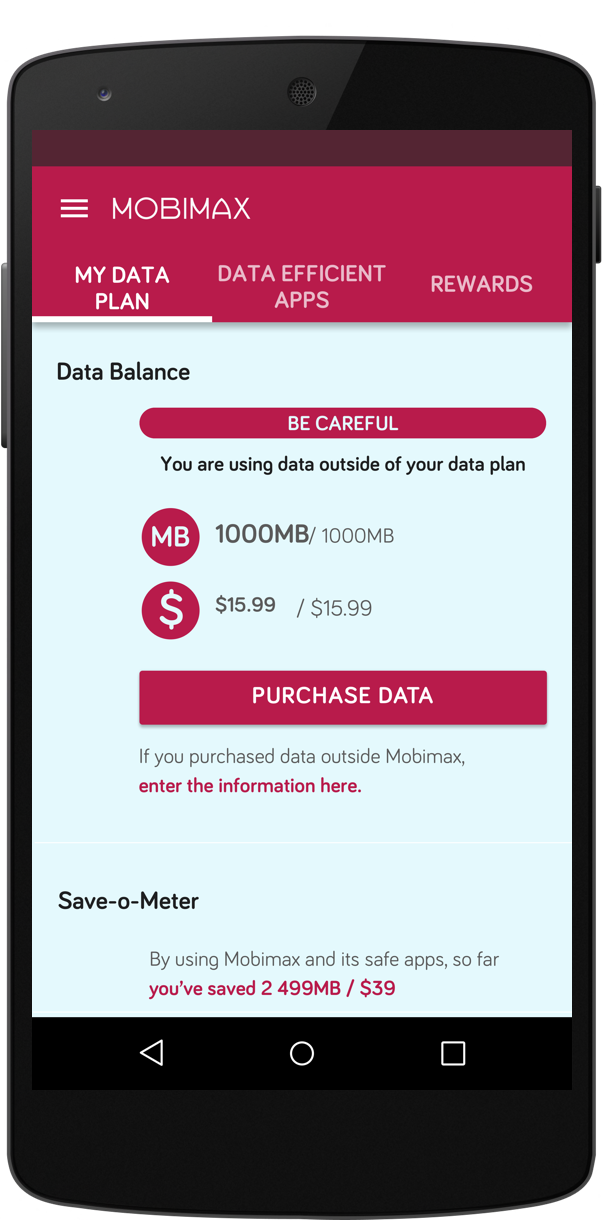 MOBIMAX
MY DATA
PLAN
DATA EFFICIENT
APPS
REWARDS
Data Balance
BE CAREFUL
You are using data outside of your data plan
MB 1000MB/ 1000MB
$ $15.99 / $15.99
PURCHASE DATA
If you purchased data outside Mobimax,
enter the information here.
Save-o-Meter
By using Mobimax and its safe apps, so far
you've saved 2 499MB / $39